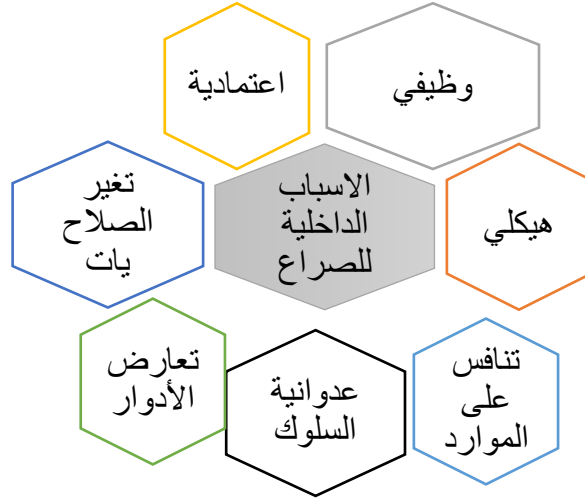 وظيفي
اعتمادية
هيكلي
الاسباب
الداخلية
للصراع
تغير
الصلاح
يات
تنافس
على
الموارد
عدوانية
السلوك
تعارض
الأدوار